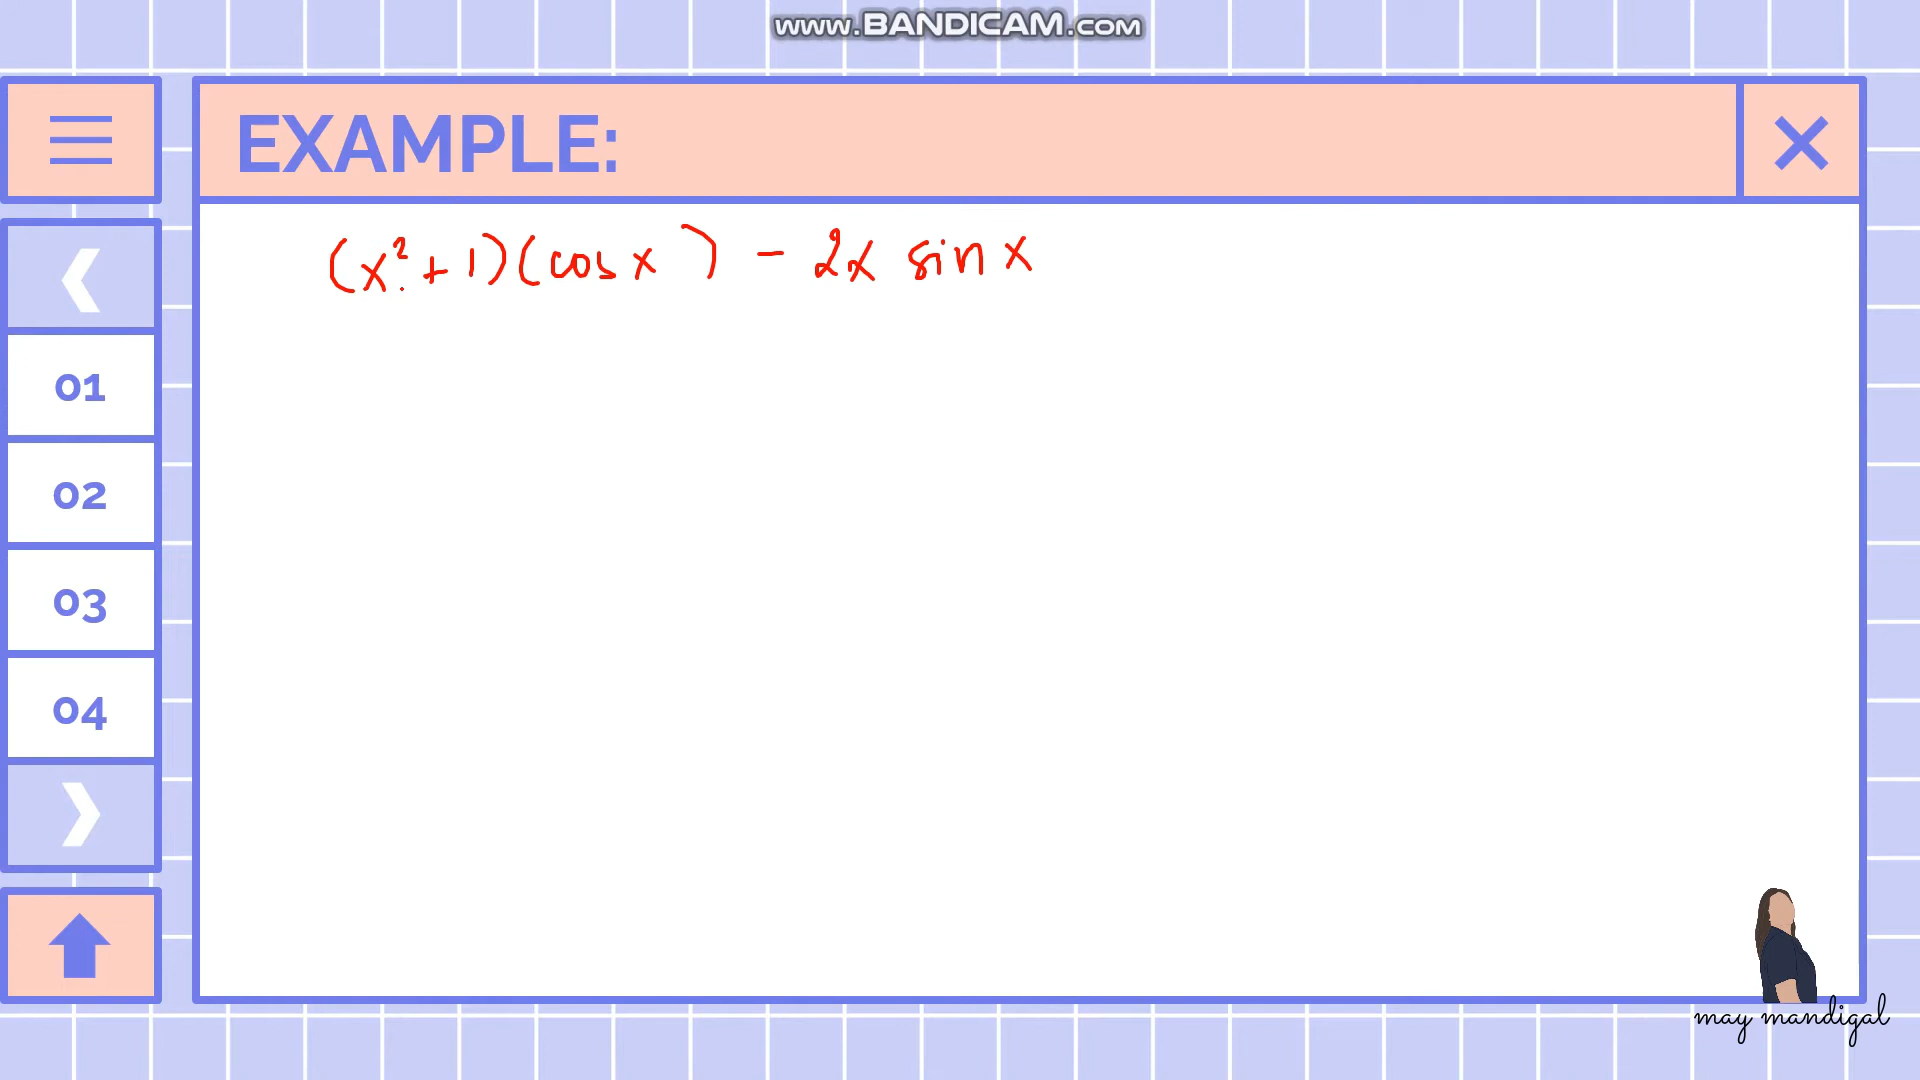 www.BANDICAM.com
EXAMPLE:
(x²+1)(cos x ) - 2x sin x
01
02
03
04
may mandigal